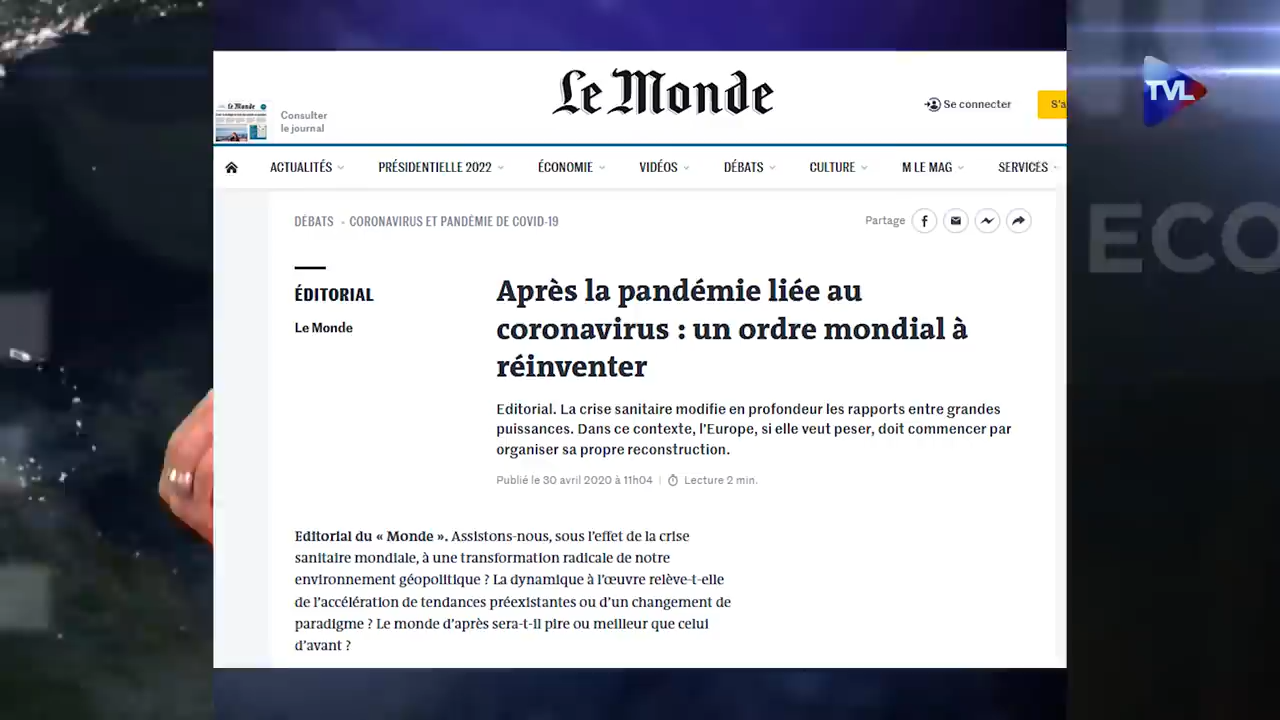 Le Monde
TVL
Consulter
le journal
Le Monde
Se connecter
S'a
ACTUALITÉS
PRÉSIDENTIELLE 2022
ÉCONOMIE
VIDÉOS
DÉBATS
CULTURE
M LE MAG
SERVICES
DÉBATS - CORONAVIRUS ET PANDÉMIE DE COVID-19
Partage
ECO
ÉDITORIAL
Le Monde
Après la pandémie liée au
coronavirus : un ordre mondial à
réinventer
Editorial. La crise sanitaire modifie en profondeur les rapports entre grandes
puissances. Dans ce contexte, l'Europe, si elle veut peser, doit commencer par
organiser sa propre reconstruction.
Publié le 30 avril 2020 à 11h04 | Lecture 2 min.
Editorial du « Monde ». Assistons-nous, sous l'effet de la crise
sanitaire mondiale, à une transformation radicale de notre
environnement géopolitique ? La dynamique à l'œuvre relève-t-elle
de l'accélération de tendances préexistantes ou d'un changement de
paradigme ? Le monde d'après sera-t-il pire ou meilleur que celui
d'avant ?